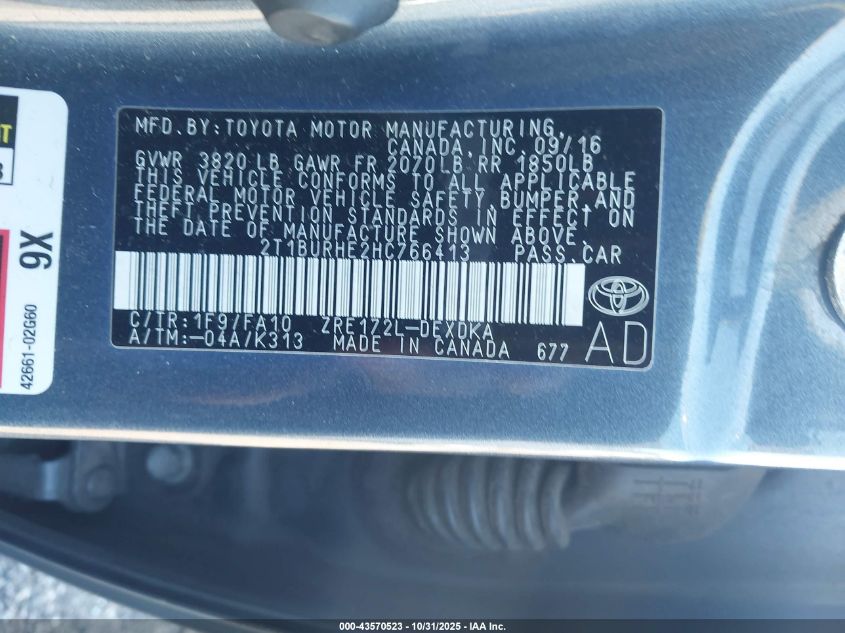 MFD.BY:TOYOTA MOTOR MANUFACTURING,
CANADA, INC. 09/16
GVWR 3820 LB GAWR FR 2070LB RR 1850LB
THIS VEHICLE CONFORMS TO ALL APPLICABLE
FEDERAL MOTOR VEHICLE SAFETY,BUMPER,AND
THEFT PREVENTION STANDARDS IN EFFECT ON
THE DATE OF MANUFACTURE SHOWN ABOVE.
2T1BURHE2HC766413 PASS.CAR
C/TR:1F9/FA10 ZRE172L-DEXDKA
A/TM:-04A/K313 MADE IN CANADA 677 AD
9X
42661-02G60
000-43570523 - 10/31/2025 - IAA Inc.